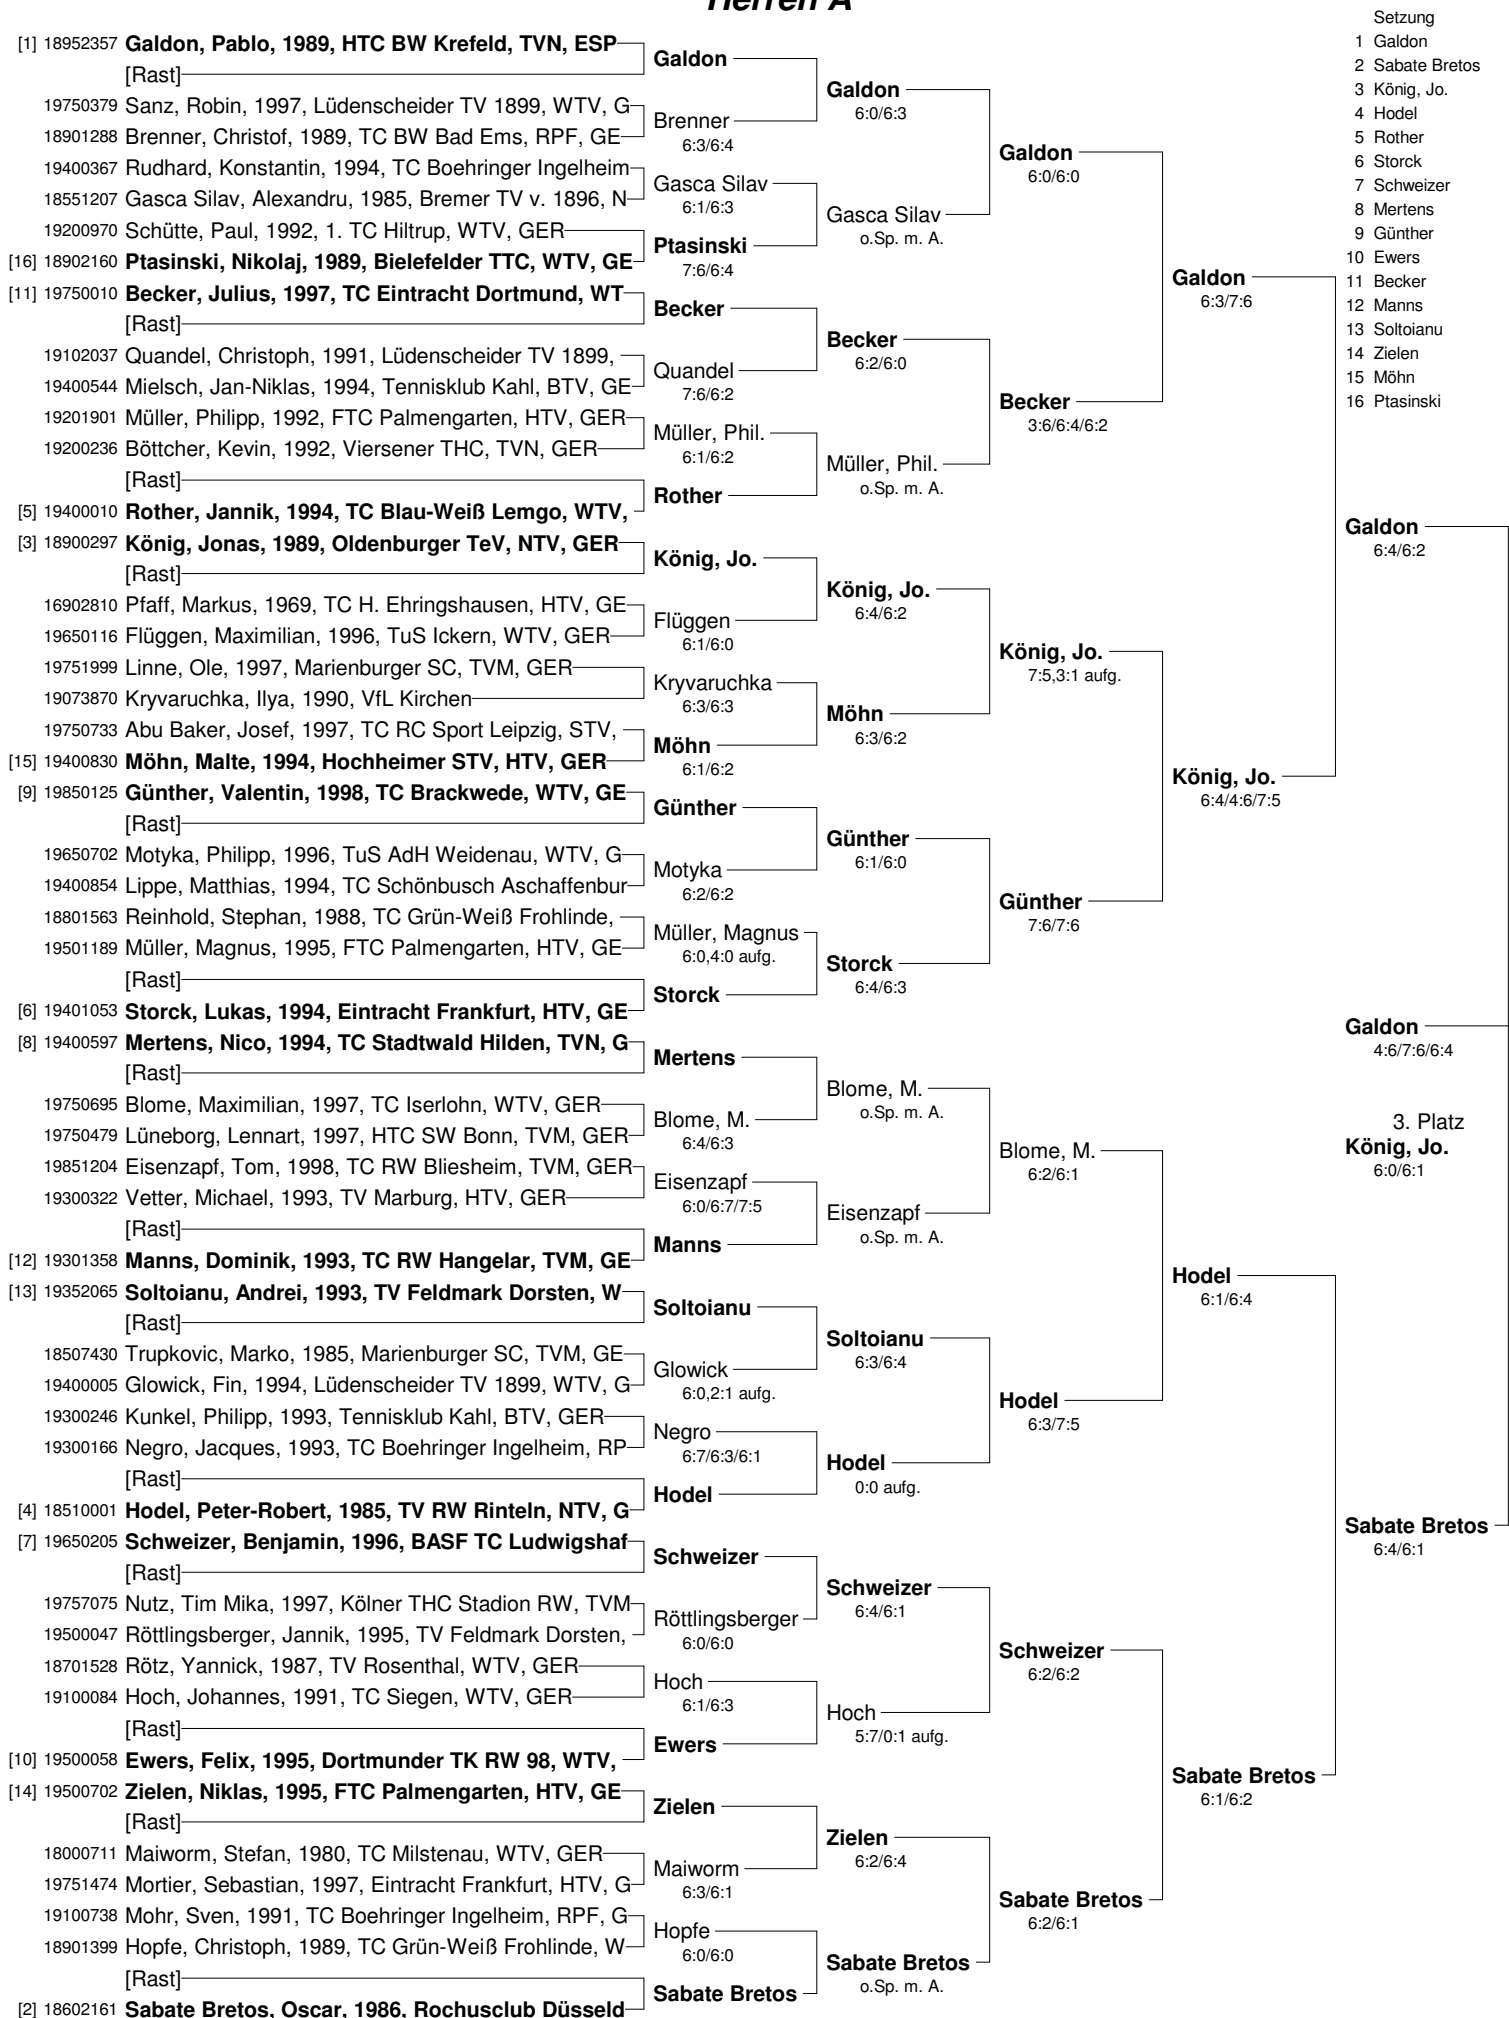 Herren A
[1] 18952357 Galdon, Pablo, 1989, HTC BW Krefeld, TVN, ESP
[Rast]
19750379 Sanz, Robin, 1997, Lüdenscheider TV 1899, WTV, G
18901288 Brenner, Christof, 1989, TC BW Bad Ems, RPF, GE
19400367 Rudhard, Konstantin, 1994, TC Boehringer Ingelheim
18551207 Gasca Silav, Alexandru, 1985, Bremer TV v. 1896, N
19200970 Schütte, Paul, 1992, 1. TC Hiltrup, WTV, GER
[16] 18902160 Ptasinski, Nikolaj, 1989, Bielefelder TTC, WTV, GE
[11] 19750010 Becker, Julius, 1997, TC Eintracht Dortmund, WT
[Rast]
19102037 Quandel, Christoph, 1991, Lüdenscheider TV 1899,
19400544 Mielsch, Jan-Niklas, 1994, Tennisklub Kahl, BTV, GE
19201901 Müller, Philipp, 1992, FTC Palmengarten, HTV, GER
19200236 Böttcher, Kevin, 1992, Viersener THC, TVN, GER
[Rast]
[5] 19400010 Rother, Jannik, 1994, TC Blau-Weiß Lemgo, WTV,
[3] 18900297 König, Jonas, 1989, Oldenburger TeV, NTV, GER
[Rast]
16902810 Pfaff, Markus, 1969, TC H. Ehringshausen, HTV, GE
19650116 Flüggen, Maximilian, 1996, TuS Ickern, WTV, GER
19751999 Linne, Ole, 1997, Marienburger SC, TVM, GER
19073870 Kryvaruchka, Ilya, 1990, VfL Kirchen
19750733 Abu Baker, Josef, 1997, TC RC Sport Leipzig, STV,
[15] 19400830 Möhn, Malte, 1994, Hochheimer STV, HTV, GER
[9] 19850125 Günther, Valentin, 1998, TC Brackwede, WTV, GE
[Rast]
19650702 Motyka, Philipp, 1996, TuS AdH Weidenau, WTV, G
19400854 Lippe, Matthias, 1994, TC Schönbusch Aschaffenbur
18801563 Reinhold, Stephan, 1988, TC Grün-Weiß Frohlinde,
19501189 Müller, Magnus, 1995, FTC Palmengarten, HTV, GE
[Rast]
[6] 19401053 Storck, Lukas, 1994, Eintracht Frankfurt, HTV, GE
[8] 19400597 Mertens, Nico, 1994, TC Stadtwald Hilden, TVN, G
[Rast]
19750695 Blome, Maximilian, 1997, TC Iserlohn, WTV, GER
19750479 Lüneborg, Lennart, 1997, HTC SW Bonn, TVM, GER
19851204 Eisenzapf, Tom, 1998, TC RW Bliesheim, TVM, GER
19300322 Vetter, Michael, 1993, TV Marburg, HTV, GER
[Rast]
[12] 19301358 Manns, Dominik, 1993, TC RW Hangelar, TVM, GE
[13] 19352065 Soltoianu, Andrei, 1993, TV Feldmark Dorsten, W
[Rast]
18507430 Trupkovic, Marko, 1985, Marienburger SC, TVM, GE
19400005 Glowick, Fin, 1994, Lüdenscheider TV 1899, WTV, G
19300246 Kunkel, Philipp, 1993, Tennisklub Kahl, BTV, GER
19300166 Negro, Jacques, 1993, TC Boehringer Ingelheim, RP
[Rast]
[4] 18510001 Hodel, Peter-Robert, 1985, TV RW Rinteln, NTV, G
[7] 19650205 Schweizer, Benjamin, 1996, BASF TC Ludwigshaf
[Rast]
19757075 Nutz, Tim Mika, 1997, Kölner THC Stadion RW, TVM
19500047 Röttlingsberger, Jannik, 1995, TV Feldmark Dorsten,
18701528 Rötz, Yannick, 1987, TV Rosenthal, WTV, GER
19100084 Hoch, Johannes, 1991, TC Siegen, WTV, GER
[Rast]
[10] 19500058 Ewers, Felix, 1995, Dortmunder TK RW 98, WTV,
[14] 19500702 Zielen, Niklas, 1995, FTC Palmengarten, HTV, GE
[Rast]
18000711 Maiworm, Stefan, 1980, TC Milstenau, WTV, GER
19751474 Mortier, Sebastian, 1997, Eintracht Frankfurt, HTV, G
19100738 Mohr, Sven, 1991, TC Boehringer Ingelheim, RPF, G
18901399 Hopfe, Christoph, 1989, TC Grün-Weiß Frohlinde, W
[Rast]
[2] 18602161 Sabate Bretos, Oscar, 1986, Rochusclub Düsseld
Galdon
Brenner
6:3/6:4
Gasca Silav
6:1/6:3
Ptasinski
7:6/6:4
Becker
Quandel
7:6/6:2
Müller, Phil.
6:1/6:2
Rother
König, Jo.
Flüggen
6:1/6:0
Kryvaruchka
6:3/6:3
Möhn
6:1/6:2
Günther
Motyka
6:2/6:2
Müller, Magnus
6:0,4:0 aufg.
Storck
Mertens
Blome, M.
6:4/6:3
Eisenzapf
6:0/6:7/7:5
Manns
Soltoianu
Glowick
6:0,2:1 aufg.
Negro
6:7/6:3/6:1
Hodel
Schweizer
Röttlingsberger
6:0/6:0
Hoch
6:1/6:3
Ewers
Zielen
Maiworm
6:3/6:1
Hopfe
6:0/6:0
Sabate Bretos
Galdon
6:0/6:3
Gasca Silav
o.Sp. m. A.
Becker
6:2/6:0
Müller, Phil.
o.Sp. m. A.
König, Jo.
6:4/6:2
Möhn
6:3/6:2
Günther
6:1/6:0
Storck
6:4/6:3
Blome, M.
o.Sp. m. A.
Eisenzapf
o.Sp. m. A.
Soltoianu
6:3/6:4
Hodel
0:0 aufg.
Schweizer
6:4/6:1
Hoch
5:7/0:1 aufg.
Zielen
6:2/6:4
Sabate Bretos
o.Sp. m. A.
Galdon
6:0/6:0
Becker
3:6/6:4/6:2
König, Jo.
7:5,3:1 aufg.
Günther
7:6/7:6
Blome, M.
6:2/6:1
Hodel
6:3/7:5
Schweizer
6:2/6:2
Sabate Bretos
6:2/6:1
Galdon
6:3/7:6
König, Jo.
6:4/4:6/7:5
Hodel
6:1/6:4
Sabate Bretos
6:1/6:2
Setzung
1 Galdon
2 Sabate Bretos
3 König, Jo.
4 Hodel
5 Rother
6 Storck
7 Schweizer
8 Mertens
9 Günther
10 Ewers
11 Becker
12 Manns
13 Soltoianu
14 Zielen
15 Möhn
16 Ptasinski
Galdon
6:4/6:2
Galdon
4:6/7:6/6:4
3. Platz
König, Jo.
6:0/6:1
Sabate Bretos
6:4/6:1